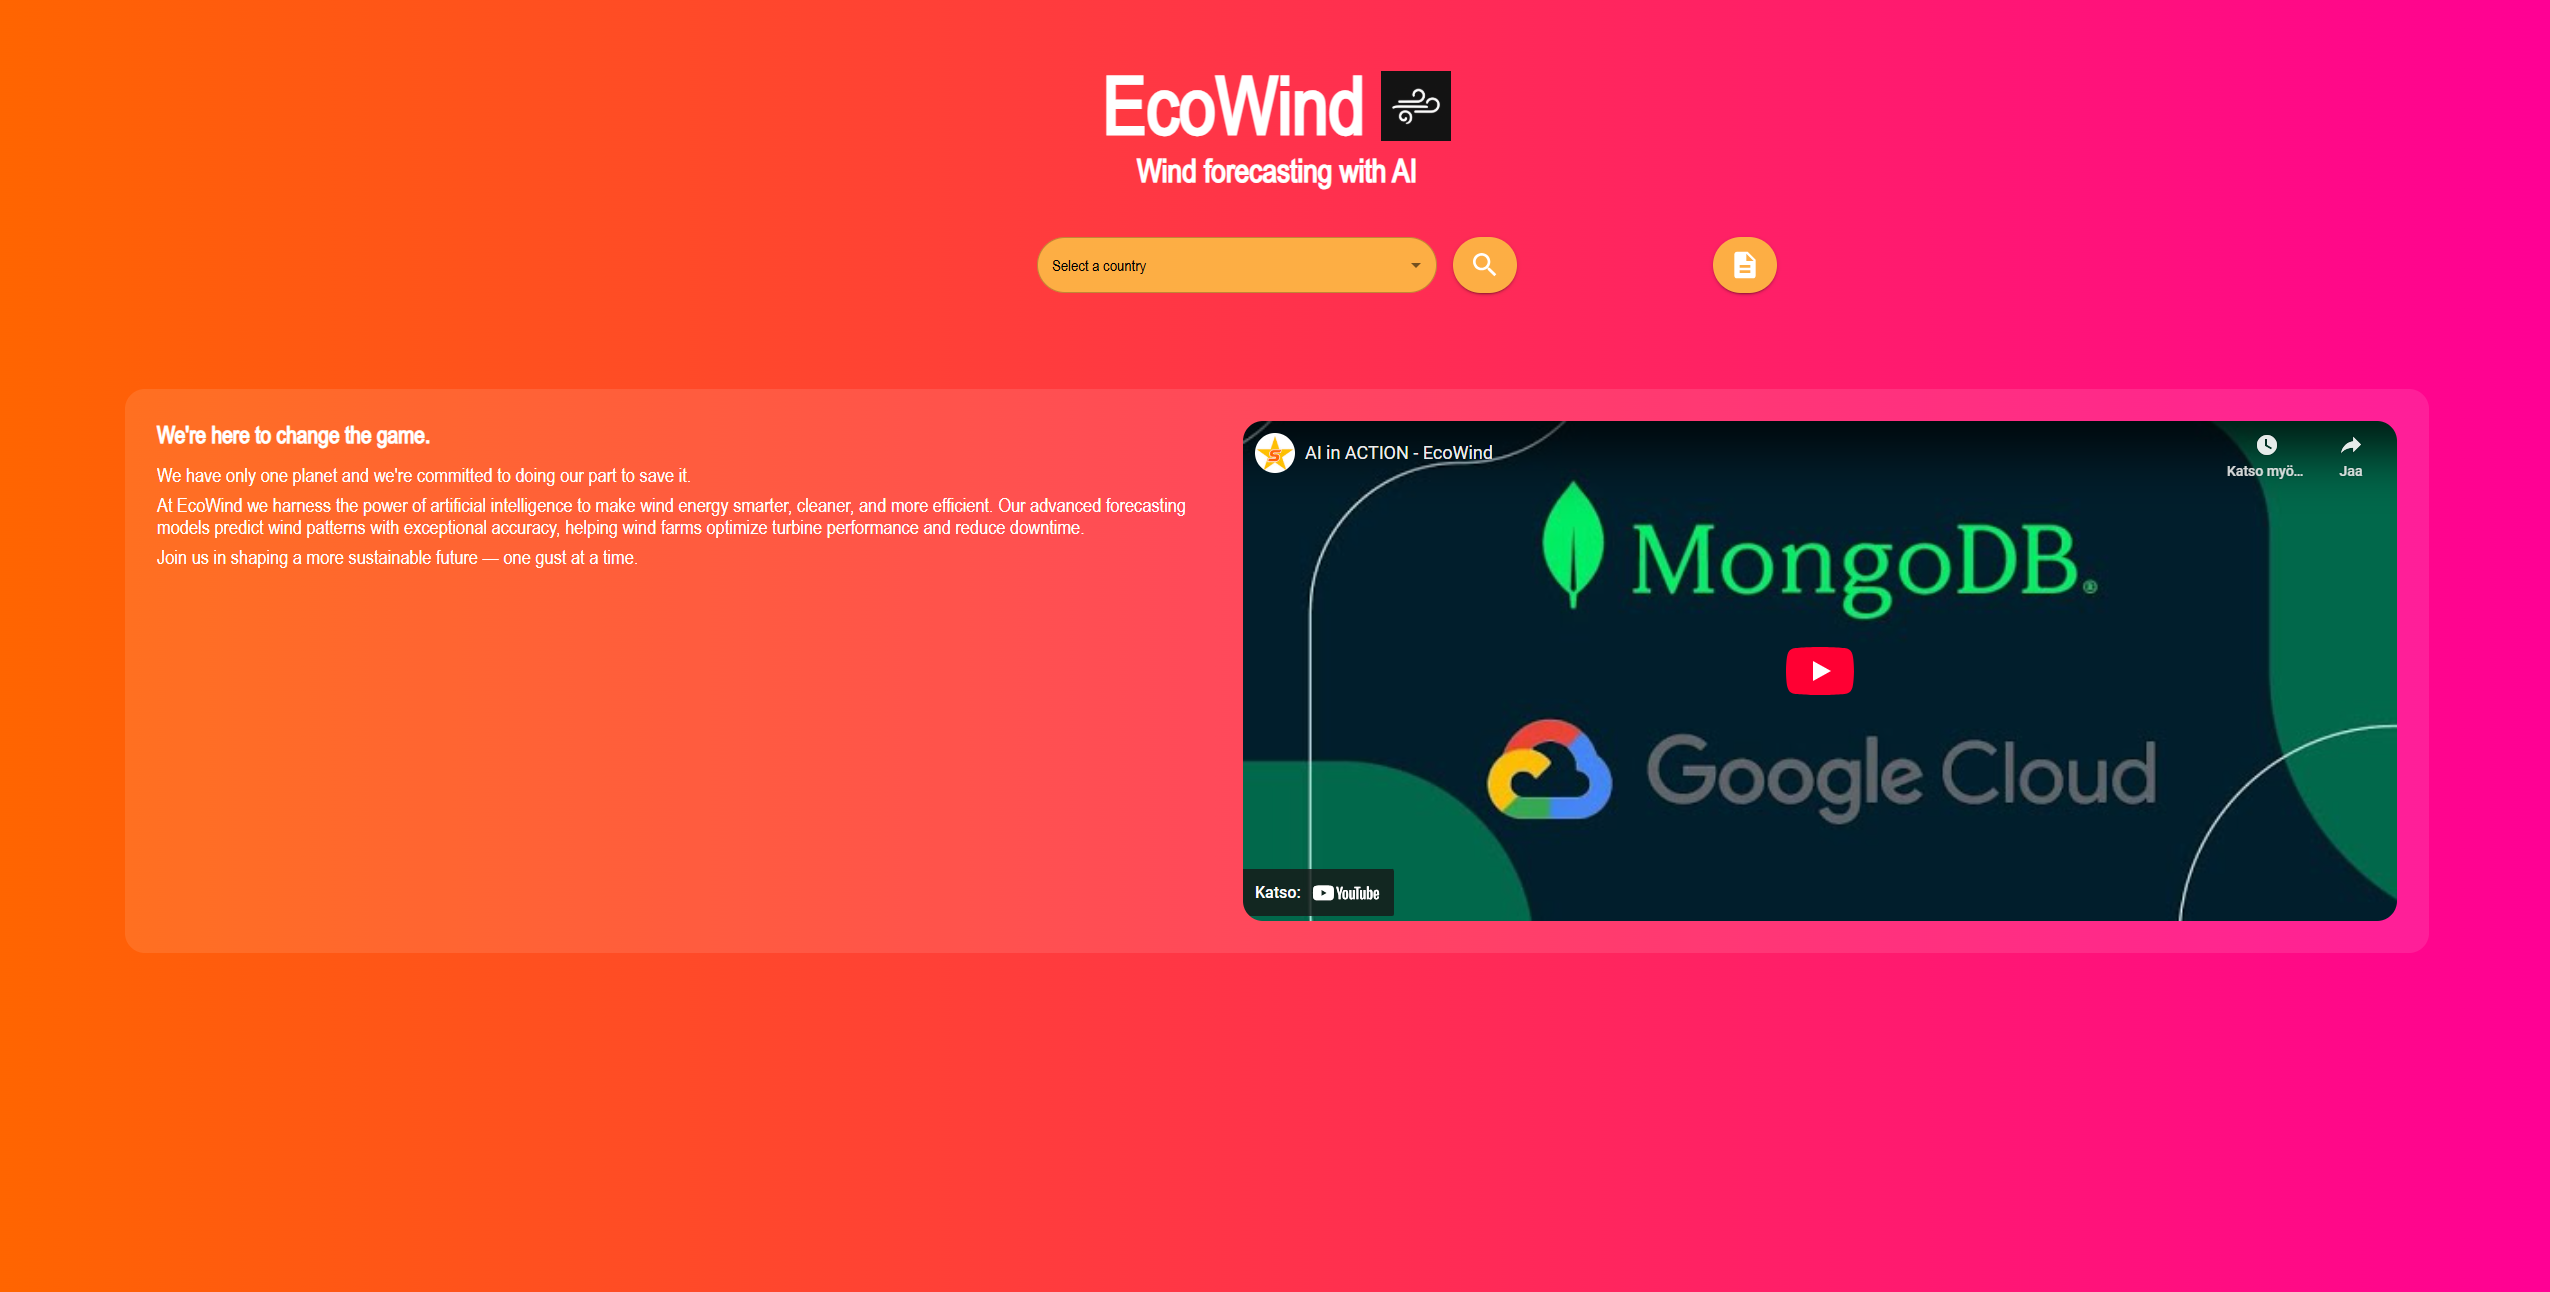 EcoWind
Wind forecasting with AI
Select a country
We're here to change the game.
We have only one planet and we're committed to doing our part to save it.
At EcoWind we harness the power of artificial intelligence to make wind energy smarter, cleaner, and more efficient. Our advanced forecasting
models predict wind patterns with exceptional accuracy, helping wind farms optimize turbine performance and reduce downtime.
Join us in shaping a more sustainable future — one gust at a time.
S
AI in ACTION - EcoWind
Katso myö...
Jaa
MongoDB®
Google Cloud
Katso: YouTube